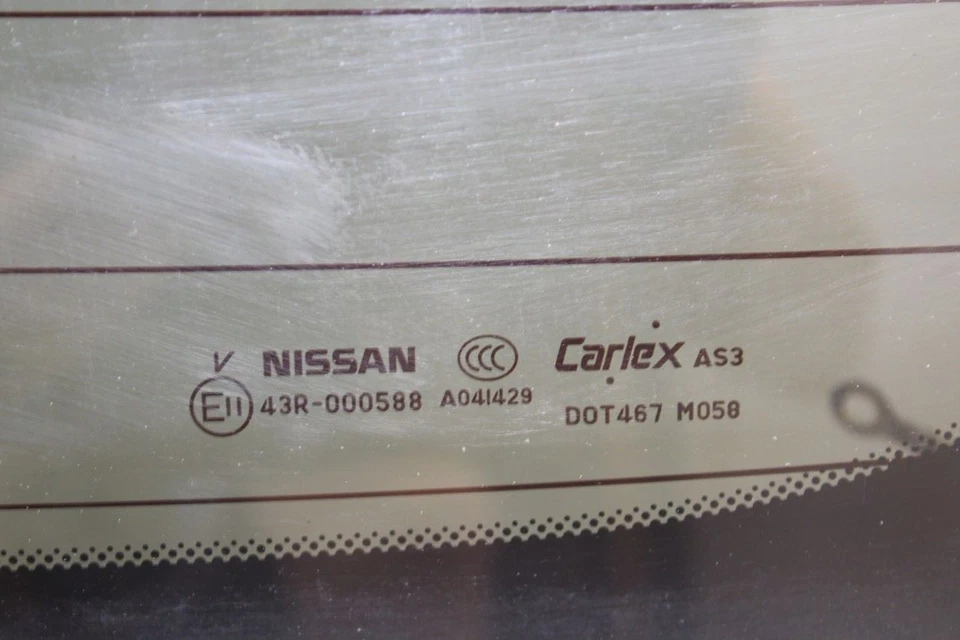 V NISSAN CCC Carlex AS3
E11 43R-000588 A041429 DOT467 M058